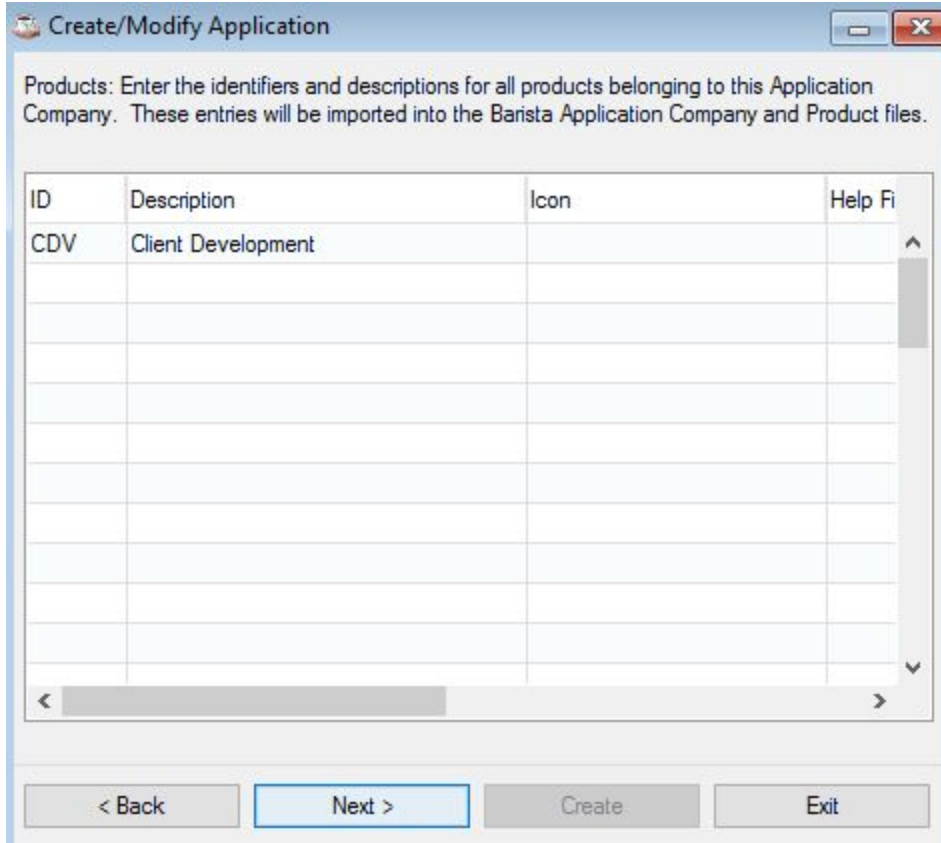 Create/Modify Application
Products: Enter the identifiers and descriptions for all products belonging to this Application
Company. These entries will be imported into the Barista Application Company and Product files.
ID Description Icon Help Fi
CDV Client Development
< Back Next > Create Exit